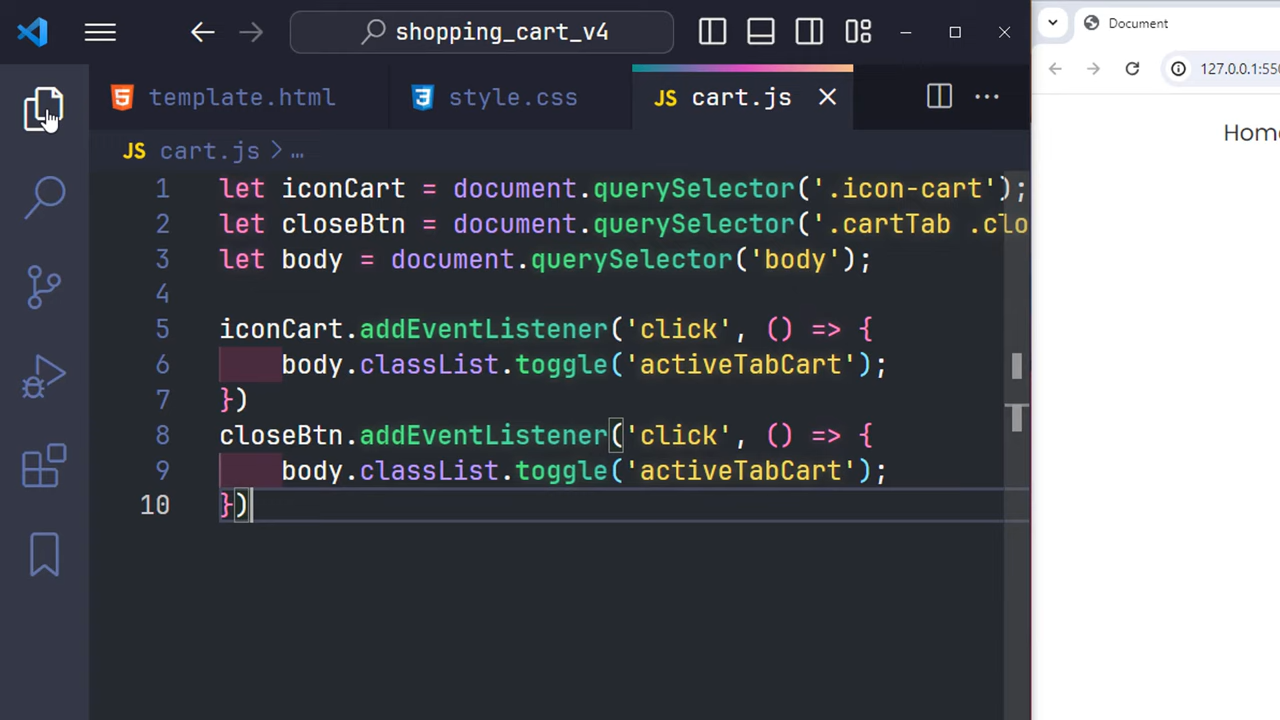 shopping_cart_v4
Document
template.html
style.css
JS cart.js
127.0.0.1:550
JS cart.js > ...
Home
1 let iconCart = document.querySelector('.icon-cart');
2 let closeBtn = document.querySelector('.cartTab .clo
3 let body = document.querySelector('body');
4
5 iconCart.addEventListener('click', () => {
6 body.classList.toggle('activeTabCart');
7 })
8 closeBtn.addEventListener('click', () => {
9 body.classList.toggle('activeTabCart');
10 })